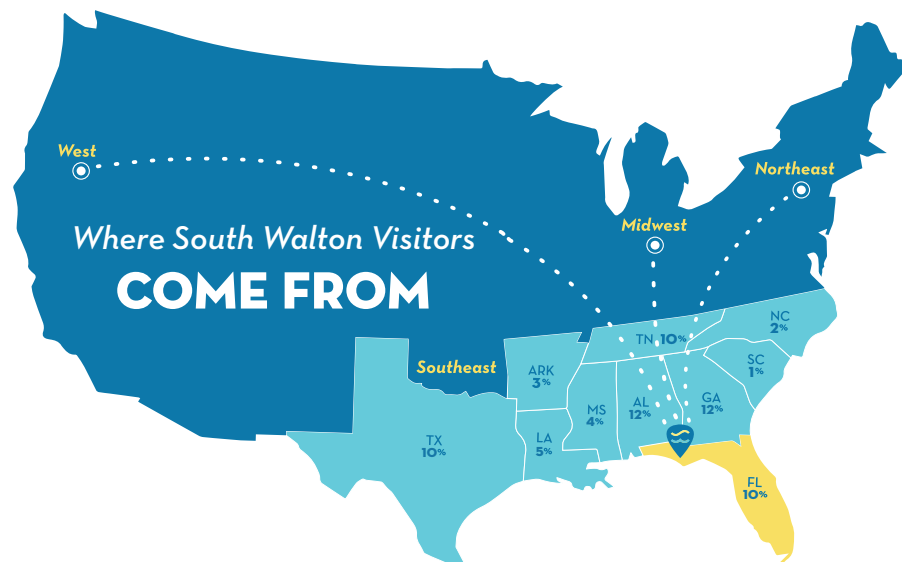 West
Northeast
Midwest
Where South Walton Visitors
COME FROM
Southeast
NC
2%
TN 10%
SC
1%
ARK
3%
GA
12%
AL
12%
MS
4%
LA
5%
TX
10%
FL
10%